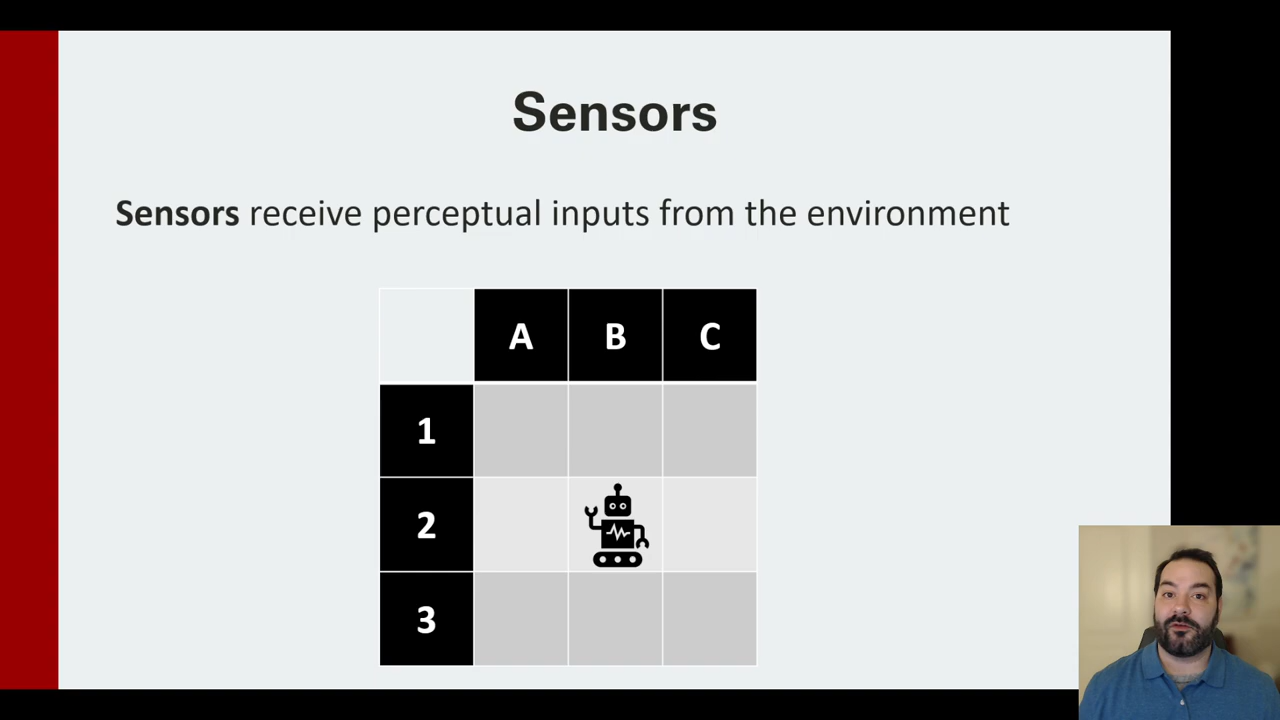 Sensors
Sensors receive perceptual inputs from the environment
A B C
1
2
3